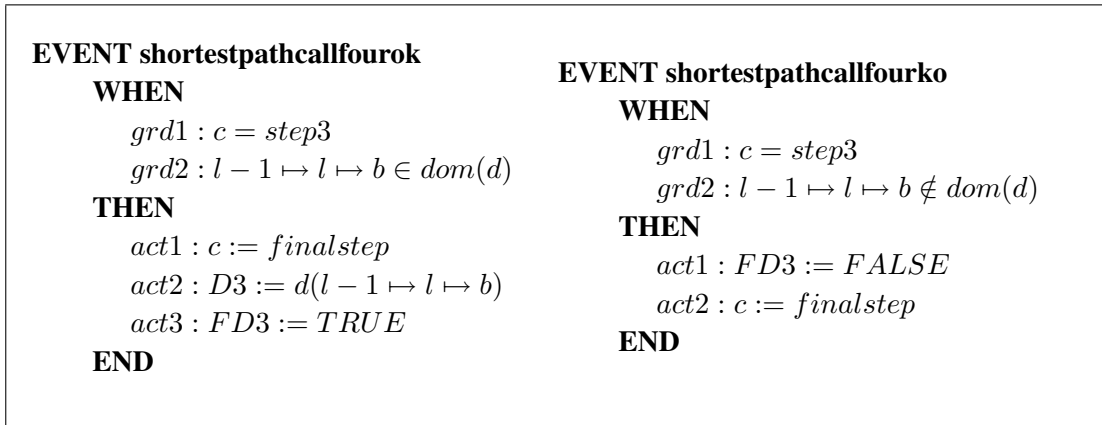 EVENT shortestpathcallfourok
WHEN
grd1 : c = step3
grd2 : l − 1 ↦ l ↦ b ∈ dom(d)
THEN
act1 : c := finalstep
act2 : D3 := d(l − 1 ↦ l ↦ b)
act3 : FD3 := TRUE
END
EVENT shortestpathcallfourko
WHEN
grd1 : c = step3
grd2 : l − 1 ↦ l ↦ b ∉ dom(d)
THEN
act1 : FD3 := FALSE
act2 : c := finalstep
END